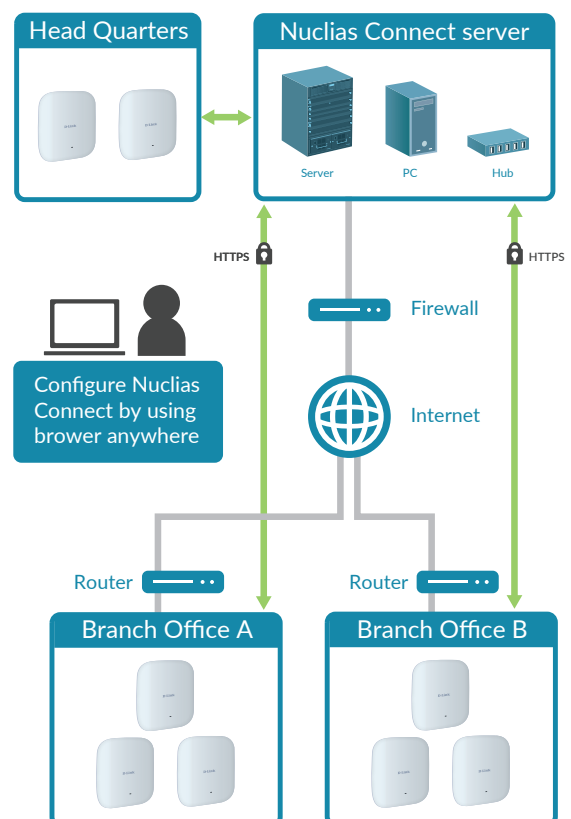 Head Quarters
Nuclias Connect server
Server
PC
Hub
HTTPS
HTTPS
Firewall
Configure Nuclias
Connect by using
brower anywhere
Internet
Router
Router
Branch Office A
Branch Office B